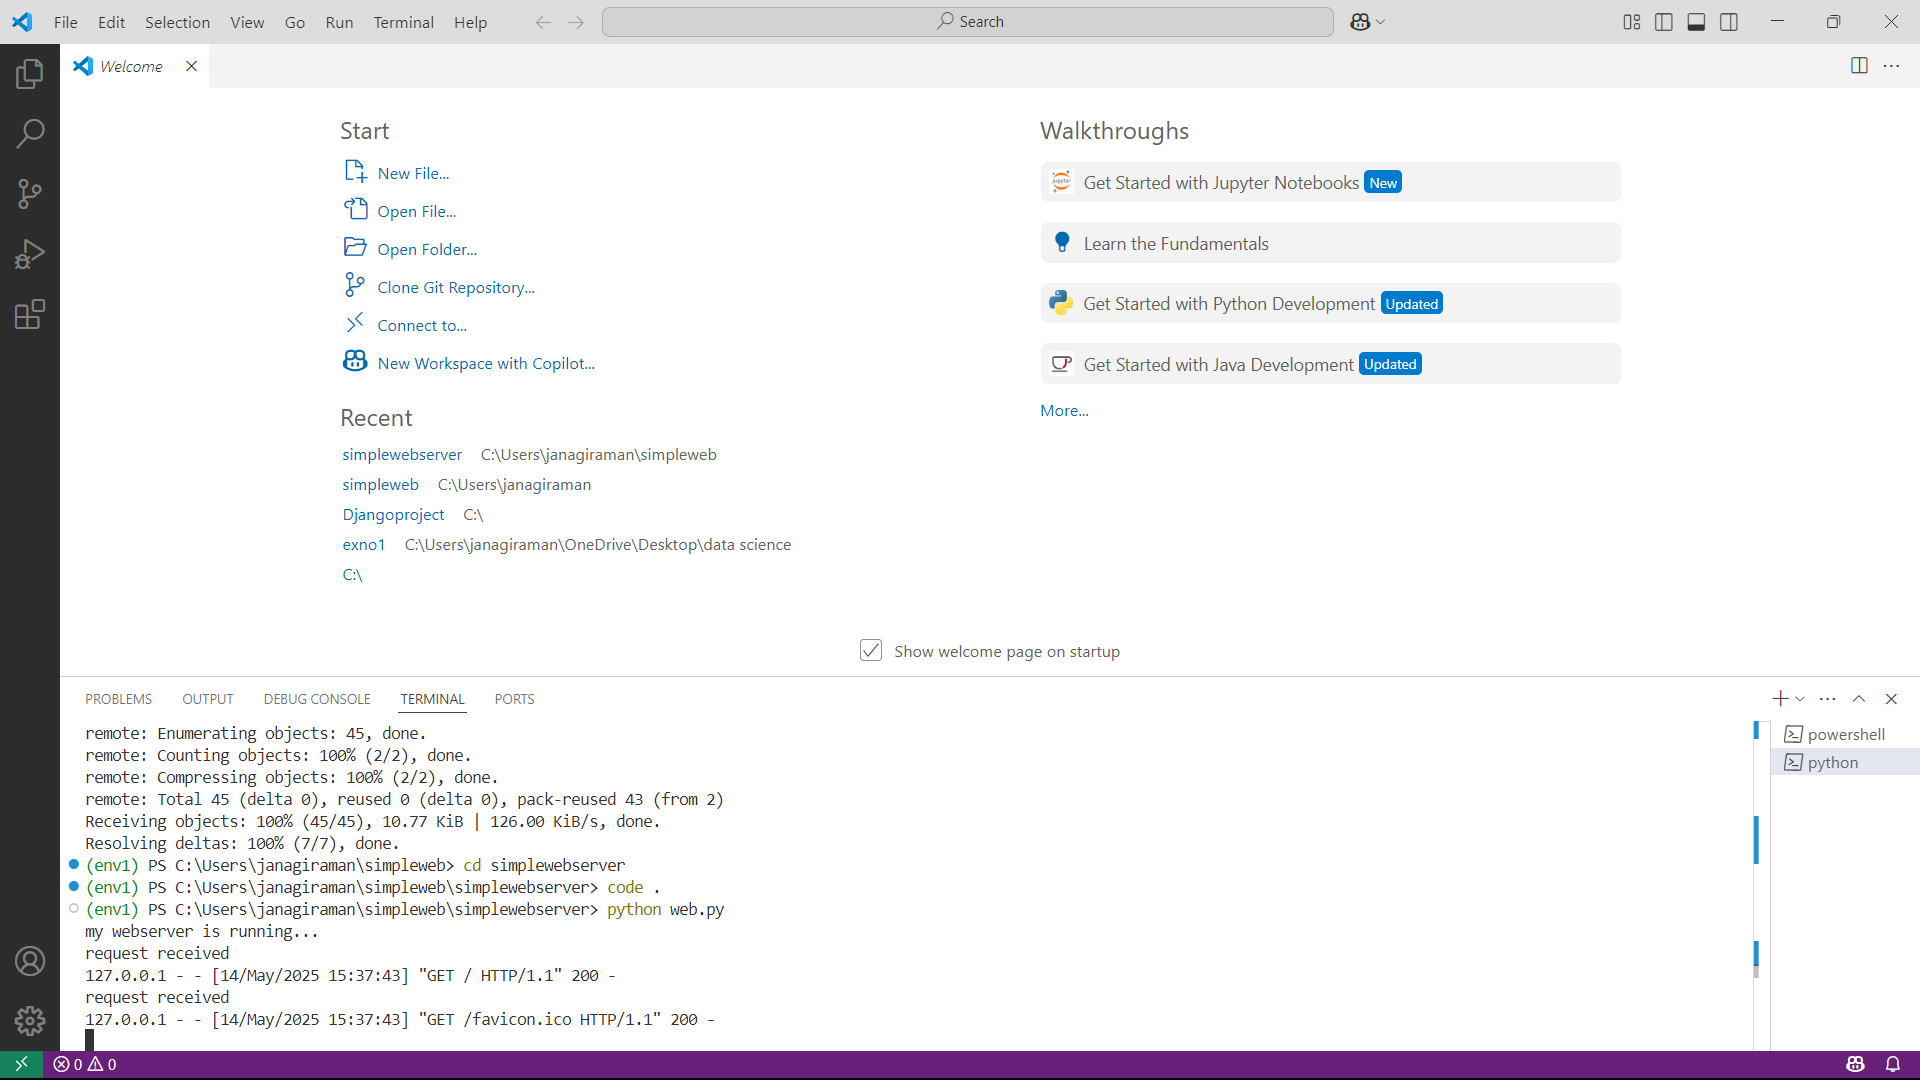 File Edit Selection View Go Run Terminal Help Search
Welcome
Start
New File...
Open File...
Open Folder...
Clone Git Repository...
Connect to...
New Workspace with Copilot...
Recent
simplewebserver C:\Users\janagiraman\simpleweb
simpleweb C:\Users\janagiraman
Djangoproject C:\
exno1 C:\Users\janagiraman\OneDrive\Desktop\data science
C:\
Walkthroughs
Get Started with Jupyter Notebooks New
Learn the Fundamentals
Get Started with Python Development Updated
Get Started with Java Development Updated
More...
Show welcome page on startup
PROBLEMS OUTPUT DEBUG CONSOLE TERMINAL PORTS
remote: Enumerating objects: 45, done.
remote: Counting objects: 100% (2/2), done.
remote: Compressing objects: 100% (2/2), done.
remote: Total 45 (delta 0), reused 0 (delta 0), pack-reused 43 (from 2)
Receiving objects: 100% (45/45), 10.77 KiB | 126.00 KiB/s, done.
Resolving deltas: 100% (7/7), done.
(env1) PS C:\Users\janagiraman\simpleweb> cd simplewebserver
(env1) PS C:\Users\janagiraman\simpleweb\simplewebserver> code .
(env1) PS C:\Users\janagiraman\simpleweb\simplewebserver> python web.py
my webserver is running...
request received
127.0.0.1 - - [14/May/2025 15:37:43] "GET / HTTP/1.1" 200 -
request received
127.0.0.1 - - [14/May/2025 15:37:43] "GET /favicon.ico HTTP/1.1" 200 -
powershell
python
0 0